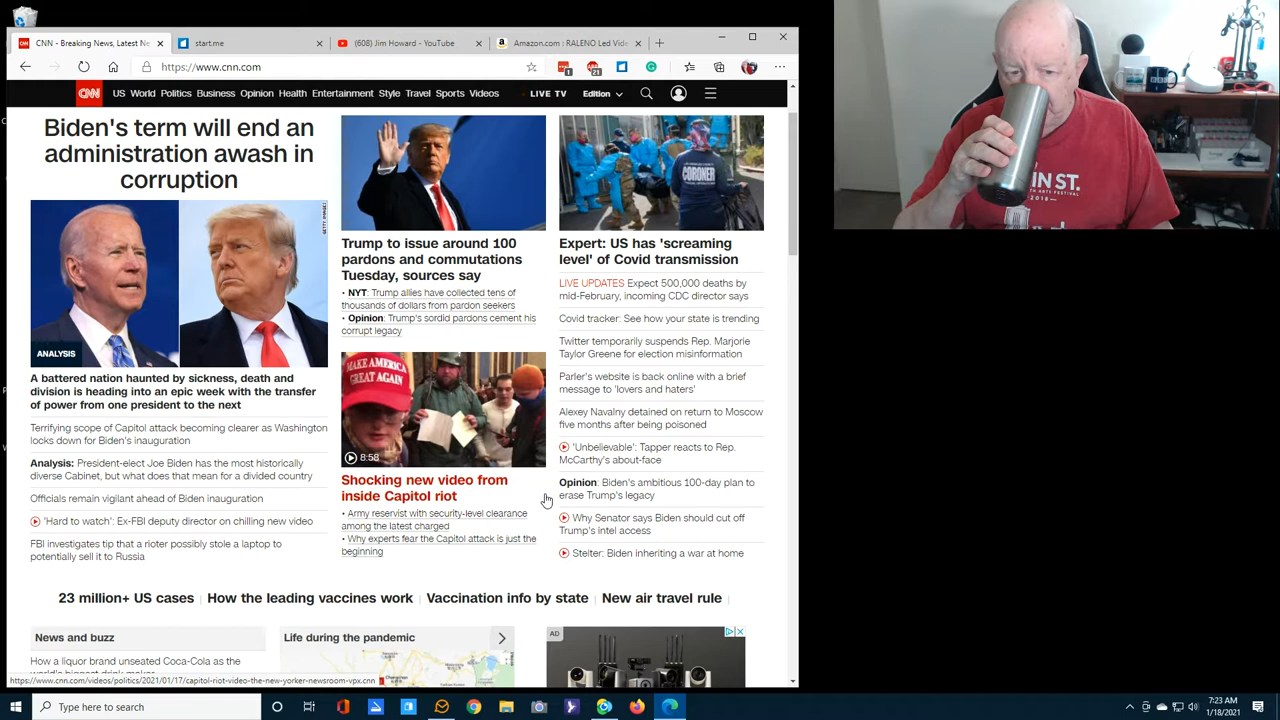 CNN - Breaking News, Latest Ne
start.me
(608) Jim Howard - YouTube
Amazon.com : RALENO Led Vid
https://www.cnn.com
1
21
CNN
US World Politics Business Opinion Health Entertainment Style Travel Sports Videos
LIVE TV
Edition
Biden's term will end an
administration awash in
corruption
GETTY IMAGES
ANALYSIS
A battered nation haunted by sickness, death and
division is heading into an epic week with the transfer
of power from one president to the next
Terrifying scope of Capitol attack becoming clearer as Washington
locks down for Biden's inauguration
Analysis: President-elect Joe Biden has the most historically
diverse Cabinet, but what does that mean for a divided country
Officials remain vigilant ahead of Biden inauguration
'Hard to watch': Ex-FBI deputy director on chilling new video
FBI investigates tip that a rioter possibly stole a laptop to
potentially sell it to Russia
Trump to issue around 100
pardons and commutations
Tuesday, sources say
• NYT: Trump allies have collected tens of
thousands of dollars from pardon seekers
• Opinion: Trump's sordid pardons cement his
corrupt legacy
MAKE AMERICA
GREAT AGAIN
8:58
Shocking new video from
inside Capitol riot
• Army reservist with security-level clearance
among the latest charged
• Why experts fear the Capitol attack is just the
beginning
CORONER
Expert: US has 'screaming
level' of Covid transmission
LIVE UPDATES Expect 500,000 deaths by
mid-February, incoming CDC director says
Covid tracker: See how your state is trending
Twitter temporarily suspends Rep. Marjorie
Taylor Greene for election misinformation
Parler's website is back online with a brief
message to 'lovers and haters'
Alexey Navalny detained on return to Moscow
five months after being poisoned
'Unbelievable': Tapper reacts to Rep.
McCarthy's about-face
Opinion: Biden's ambitious 100-day plan to
erase Trump's legacy
Why Senator says Biden should cut off
Trump's intel access
Stelter: Biden inheriting a war at home
23 million+ US cases
How the leading vaccines work
Vaccination info by state
New air travel rule
News and buzz
How a liquor brand unseated Coca-Cola as the
Life during the pandemic
AD
https://www.cnn.com/videos/politics/2021/01/17/capitol-riot-video-the-new-yorker-newsroom-vpx.cnn
Type here to search
7:23 AM
1/18/2021
IN ST.
ARTS FESTIVAL
2018